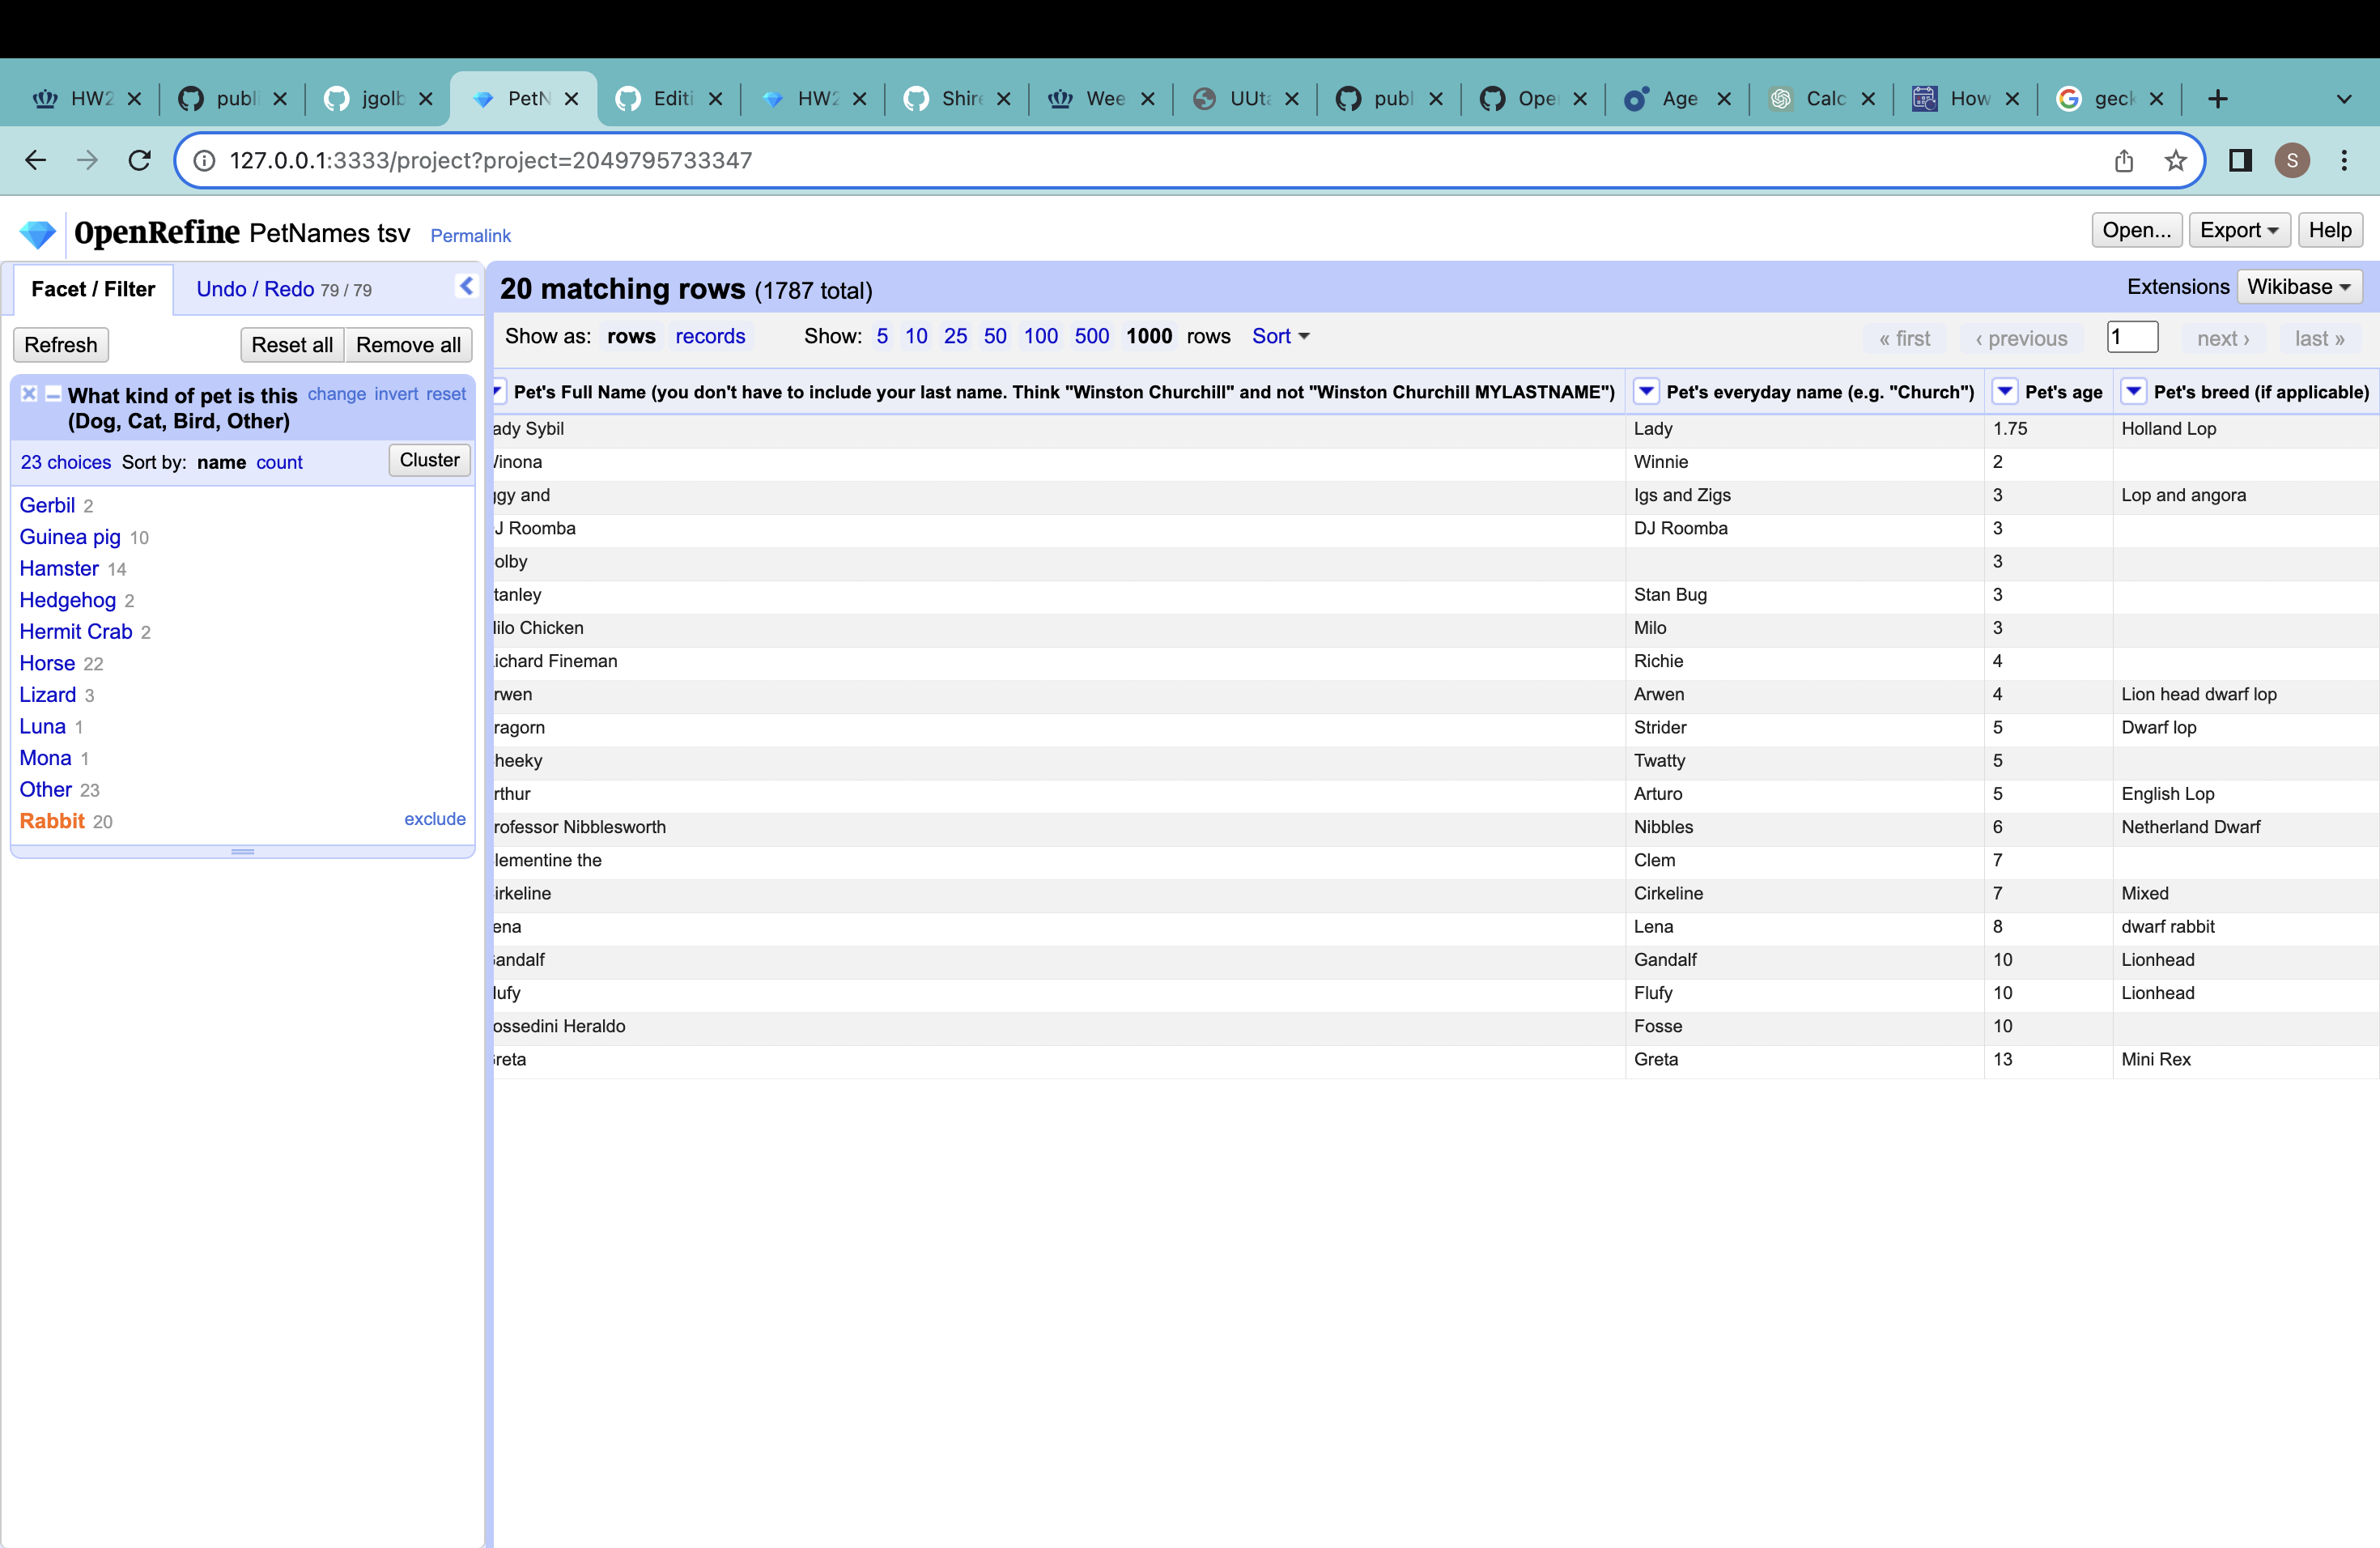 HW2 publ jgolb PetN Editi HW2 Shire Wee UUta publ Ope Age Calc How geck
127.0.0.1:3333/project?project=2049795733347 S
OpenRefine PetNames tsv Permalink Open... Export Help
Facet / Filter Undo / Redo 79 / 79
20 matching rows (1787 total) Extensions Wikibase
Refresh Reset all Remove all
Show as: rows records Show: 5 10 25 50 100 500 1000 rows Sort « first ‹ previous 1 next › last »
What kind of pet is this (Dog, Cat, Bird, Other) change invert reset
23 choices Sort by: name count Cluster
Gerbil 2
Guinea pig 10
Hamster 14
Hedgehog 2
Hermit Crab 2
Horse 22
Lizard 3
Luna 1
Mona 1
Other 23
Rabbit 20 exclude
Pet's Full Name (you don't have to include your last name. Think "Winston Churchill" and not "Winston Churchill MYLASTNAME") Pet's everyday name (e.g. "Church") Pet's age Pet's breed (if applicable)
ady Sybil Lady 1.75 Holland Lop
inona Winnie 2
ggy and Igs and Zigs 3 Lop and angora
J Roomba DJ Roomba 3
olby 3
tanley Stan Bug 3
ilo Chicken Milo 3
ichard Fineman Richie 4
rwen Arwen 4 Lion head dwarf lop
ragorn Strider 5 Dwarf lop
heeky Twatty 5
rthur Arturo 5 English Lop
rofessor Nibblesworth Nibbles 6 Netherland Dwarf
lementine the Clem 7
irkeline Cirkeline 7 Mixed
ena Lena 8 dwarf rabbit
andalf Gandalf 10 Lionhead
lufy Flufy 10 Lionhead
ossedini Heraldo Fosse 10
reta Greta 13 Mini Rex